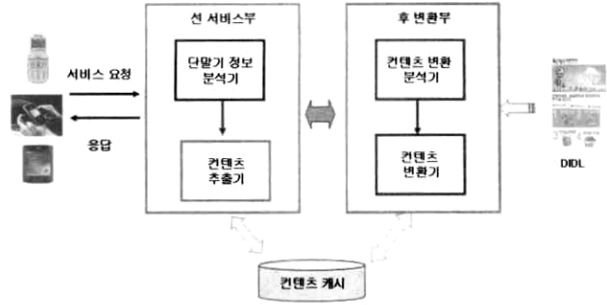 선 서비스부
후 변환부
서비스 요청
응답
단말기 정보
분석기
컨텐츠
추출기
컨텐츠 변환
분석기
컨텐츠
변환기
DIDL
컨텐츠 캐시